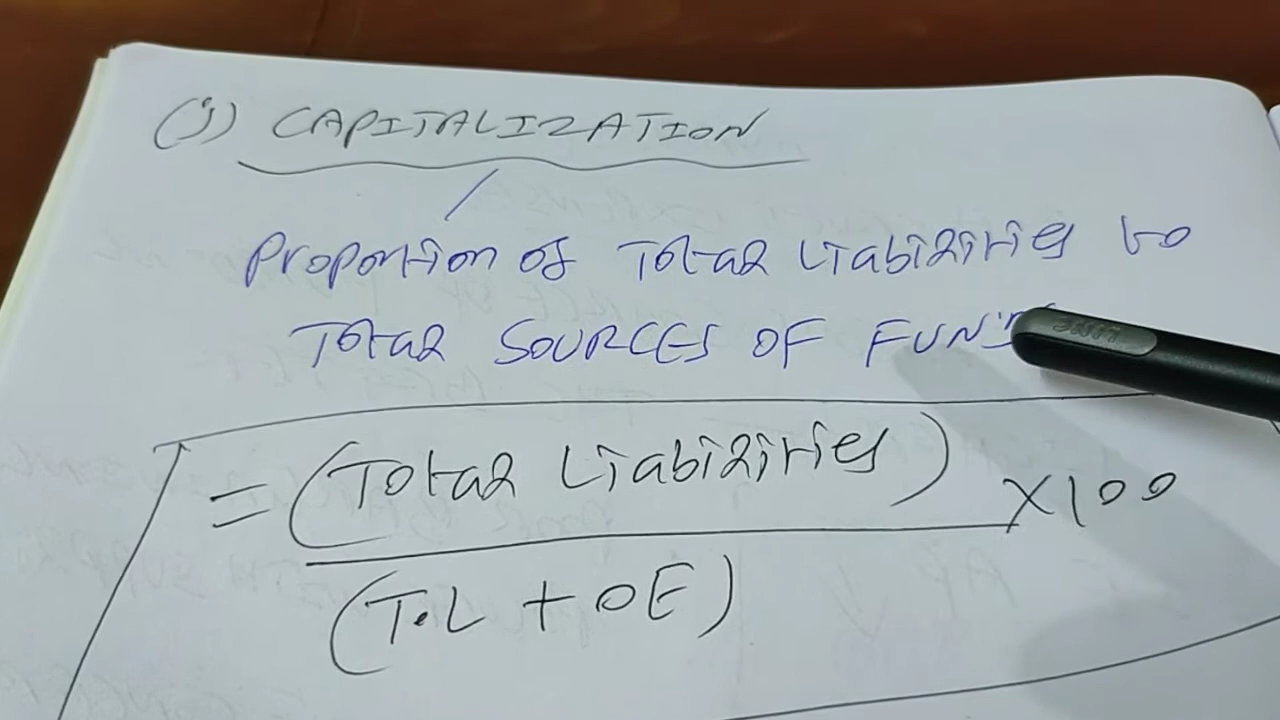 (j) CAPITALIZATION
Proportion of Total Liabilities to
Total SOURCES OF FUN
= (Total Liabilities) X100
(T.L + OE)